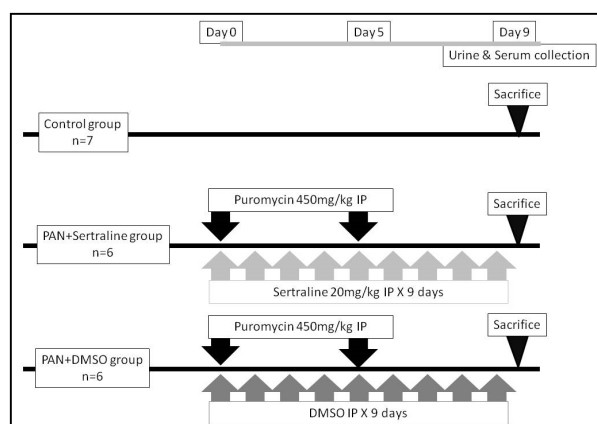 Day 0
Day 5
Day 9
Urine & Serum collection
Sacrifice
Control group
n=7
Puromycin 450mg/kg IP
Sacrifice
PAN+Sertraline group
n=6
Sertraline 20mg/kg IP X 9 days
Puromycin 450mg/kg IP
Sacrifice
PAN+DMSO group
n=6
DMSO IP X 9 days